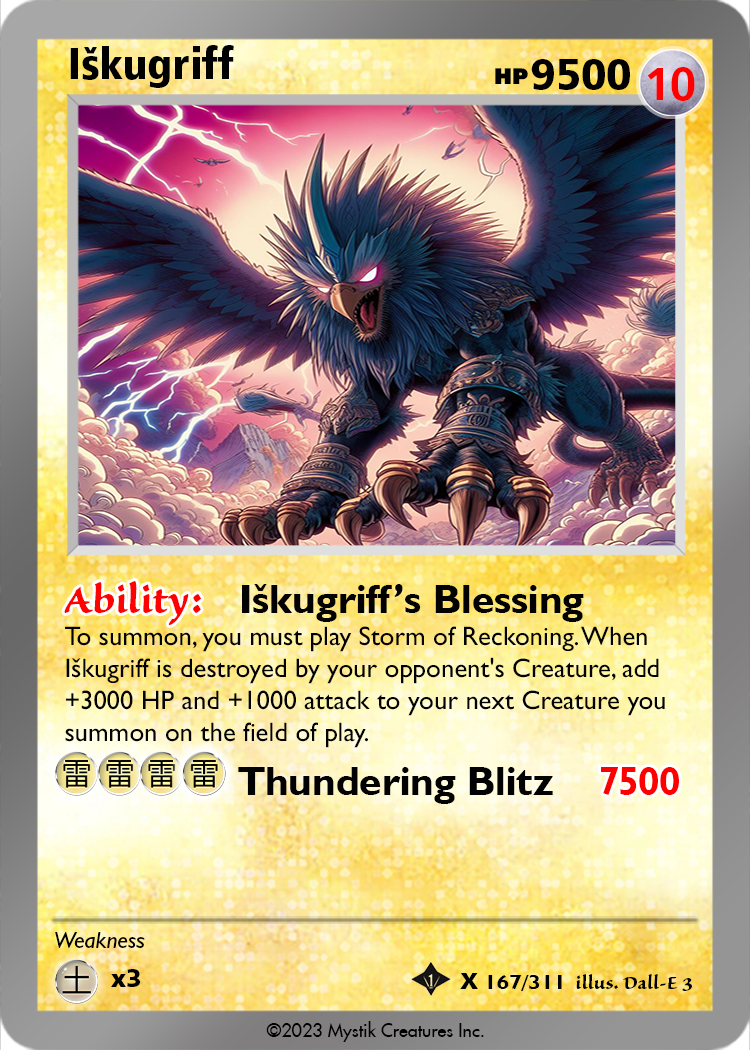 Iškugriff HP 9500 10
Ability: Iškugriff's Blessing
To summon, you must play Storm of Reckoning. When
Iškugriff is destroyed by your opponent's Creature, add
+3000 HP and +1000 attack to your next Creature you
summon on the field of play.
雷 雷 雷 雷 Thundering Blitz 7500
Weakness
土 x3 1 X 167/311 illus. Dall-E 3
©2023 Mystik Creatures Inc.